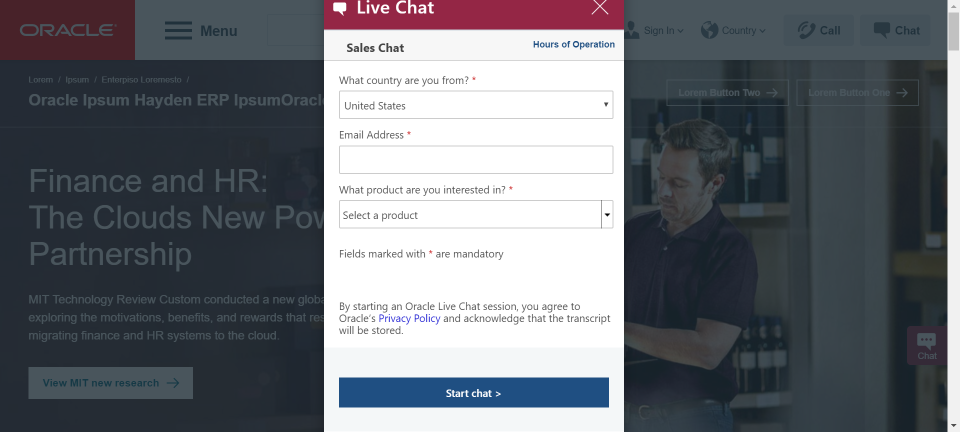 ORACLE
Menu
Sign In
Country
Call
Chat
Lorem / Ipsum / Enterpiso Loremesto /
Oracle Ipsum Hayden ERP IpsumOracl
Lorem Button Two
Lorem Button One
Finance and HR:
The Clouds New Pow
Partnership
MIT Technology Review Custom conducted a new globa
exploring the motivations, benefits, and rewards that res
migrating finance and HR systems to the cloud.
View MIT new research
Live Chat
Sales Chat
Hours of Operation
What country are you from? *
United States
Email Address *
What product are you interested in? *
Select a product
Fields marked with * are mandatory
By starting an Oracle Live Chat session, you agree to
Oracle's Privacy Policy and acknowledge that the transcript
will be stored.
Start chat >
Chat